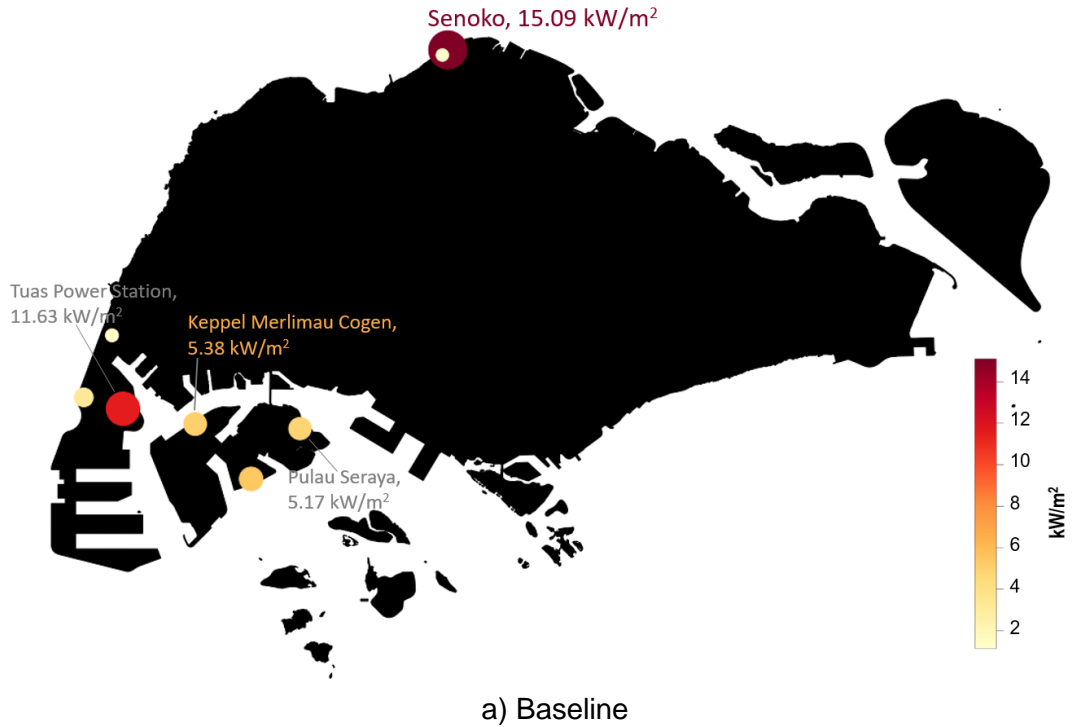 Senoko, 15.09 kW/m²
Tuas Power Station,
11.63 kW/m²
Keppel Merlimau Cogen,
5.38 kW/m²
Pulau Seraya,
5.17 kW/m²
14
12
10
8
6
4
2
kW/m²
a) Baseline